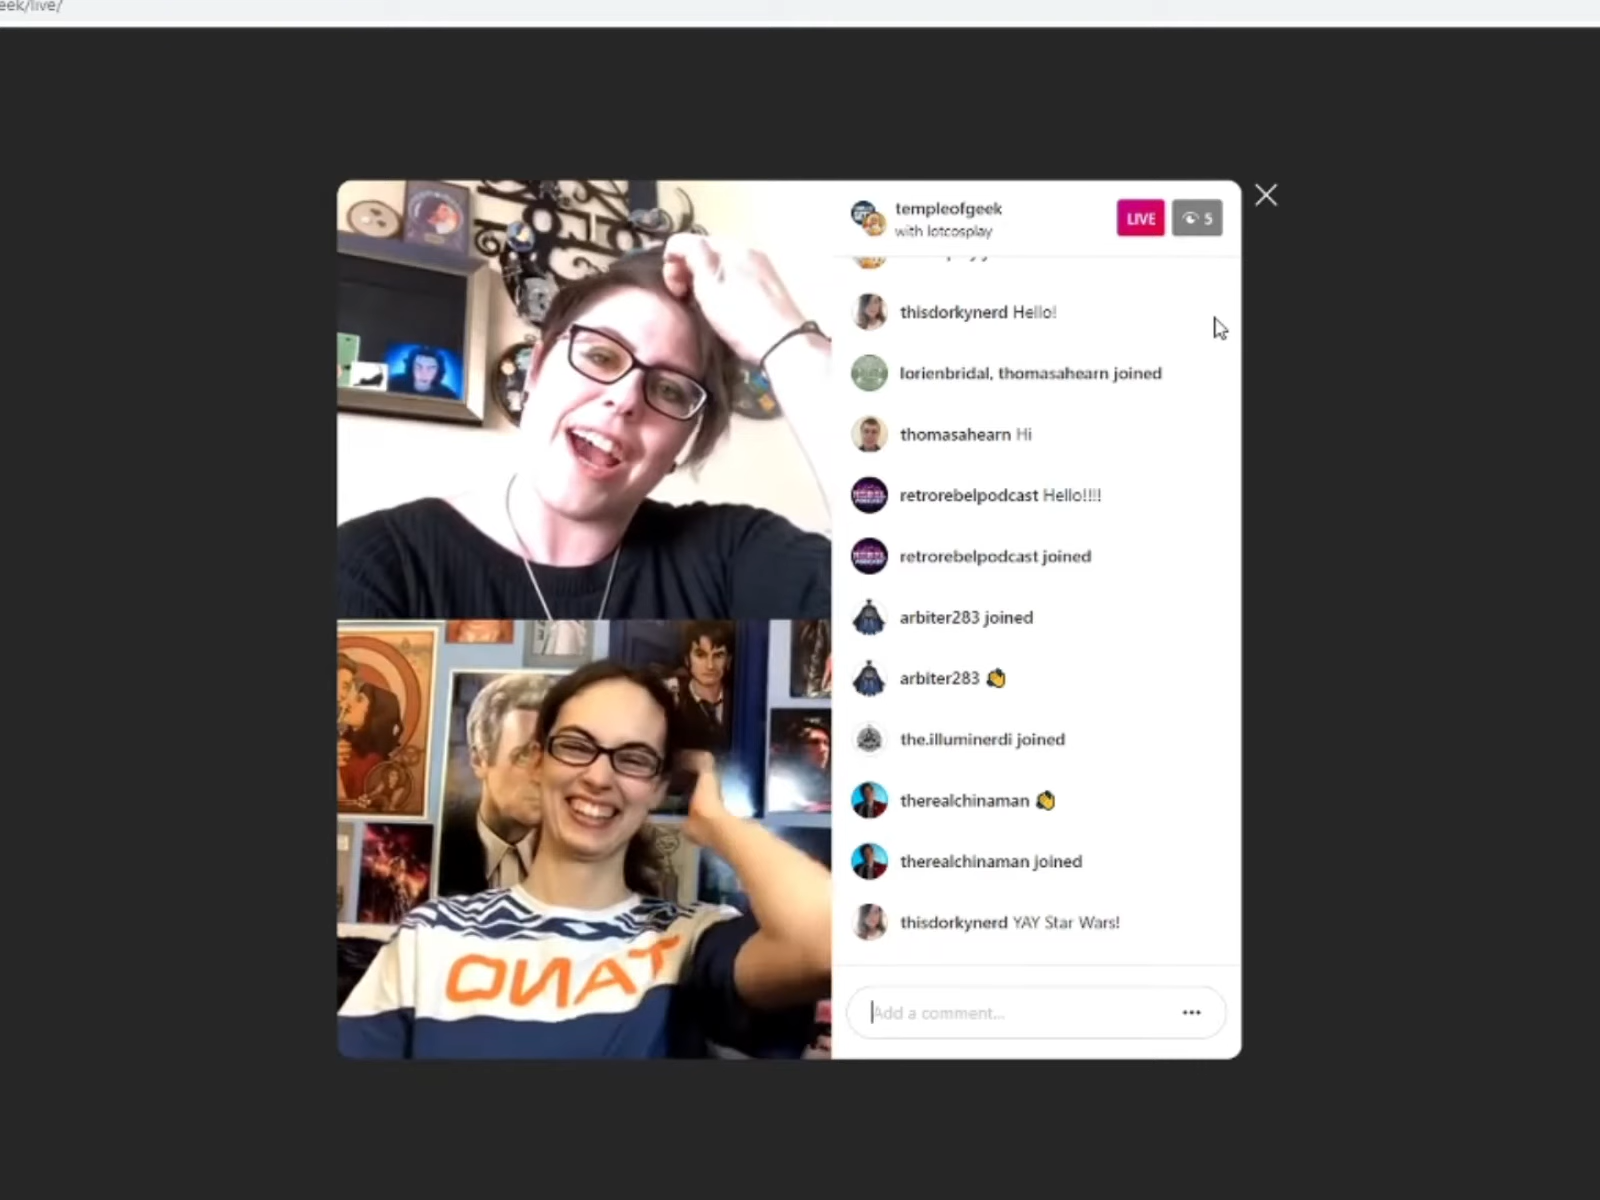 eek/live/
templeofgeek
with lotcosplay
LIVE
5
thisdorkynerd Hello!
lorienbridal, thomasahearn joined
thomasahearn Hi
retrorebelpodcast Hello!!!!
retrorebelpodcast joined
arbiter283 joined
arbiter283 👏
the.illuminerdi joined
therealchinaman 👏
therealchinaman joined
thisdorkynerd YAY Star Wars!
Add a comment...
TANO